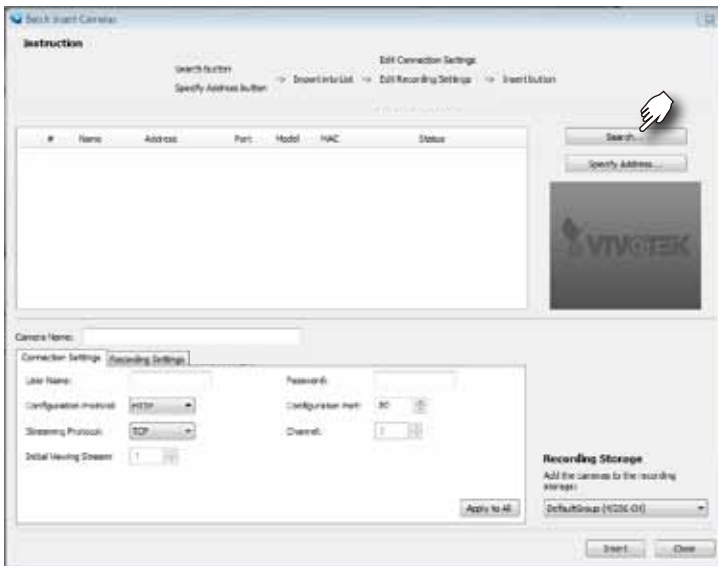 Batch Insert Cameras
Instruction
Search button
Specify Address button
→ Import into List →
Edit Connection Settings
Edit Recording Settings
→ Insert button
# Name Address Port Model MAC Status
Search...
Specify Address...
VIVOTEK
Camera Name:
Connection Settings Recording Settings
User Name: Password:
Configuration Protocol: HTTP Configuration Port: 80
Streaming Protocol: TCP Channel: 1
Initial Viewing Stream: 1
Apply to All
Recording Storage
Add the cameras to the recording
storage:
DefaultGroup
Insert Close